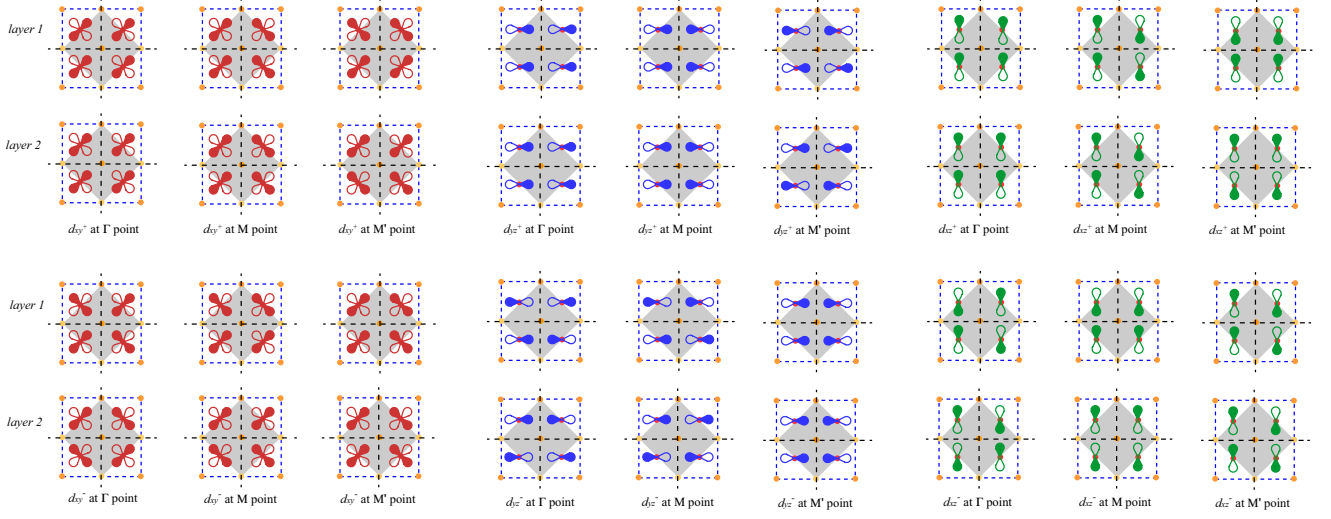 layer 1
layer 2
dxy+ at Γ point dxy+ at M point dxy+ at M' point dyz+ at Γ point dyz+ at M point dyz+ at M' point dxz+ at Γ point dxz+ at M point dxz+ at M' point
layer 1
layer 2
dxy- at Γ point dxy- at M point dxy- at M' point dyz- at Γ point dyz- at M point dyz- at M' point dxz- at Γ point dxz- at M point dxz- at M' point